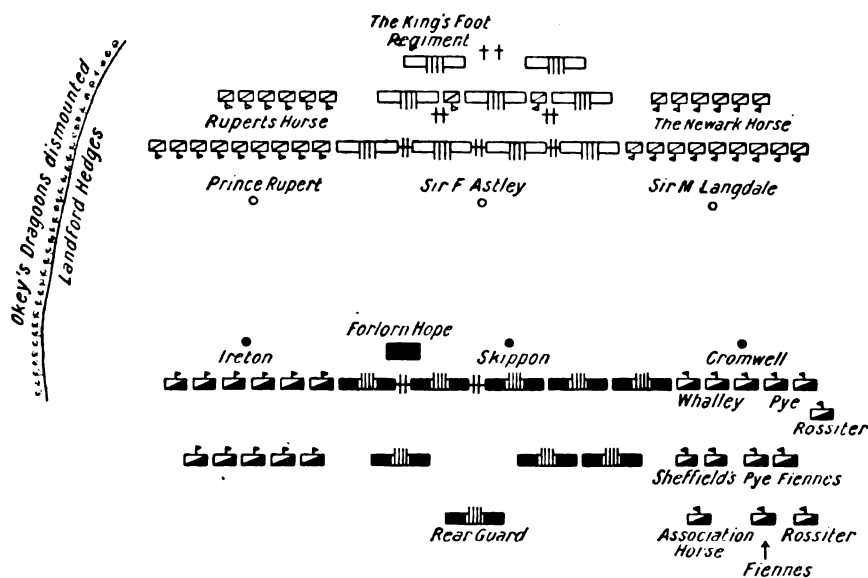 The King's Foot
Regiment
Okey's Dragoons dismounted
Landford Hedges
Ruperts Horse
The Newark Horse
Prince Rupert
Sir F Astley
Sir M Langdale
Forlorn Hope
Ireton
Skippon
Cromwell
Whalley
Pye
Rossiter
Sheffield's Pye Fiennes
Rear Guard
Association
Horse
Rossiter
Fiennes